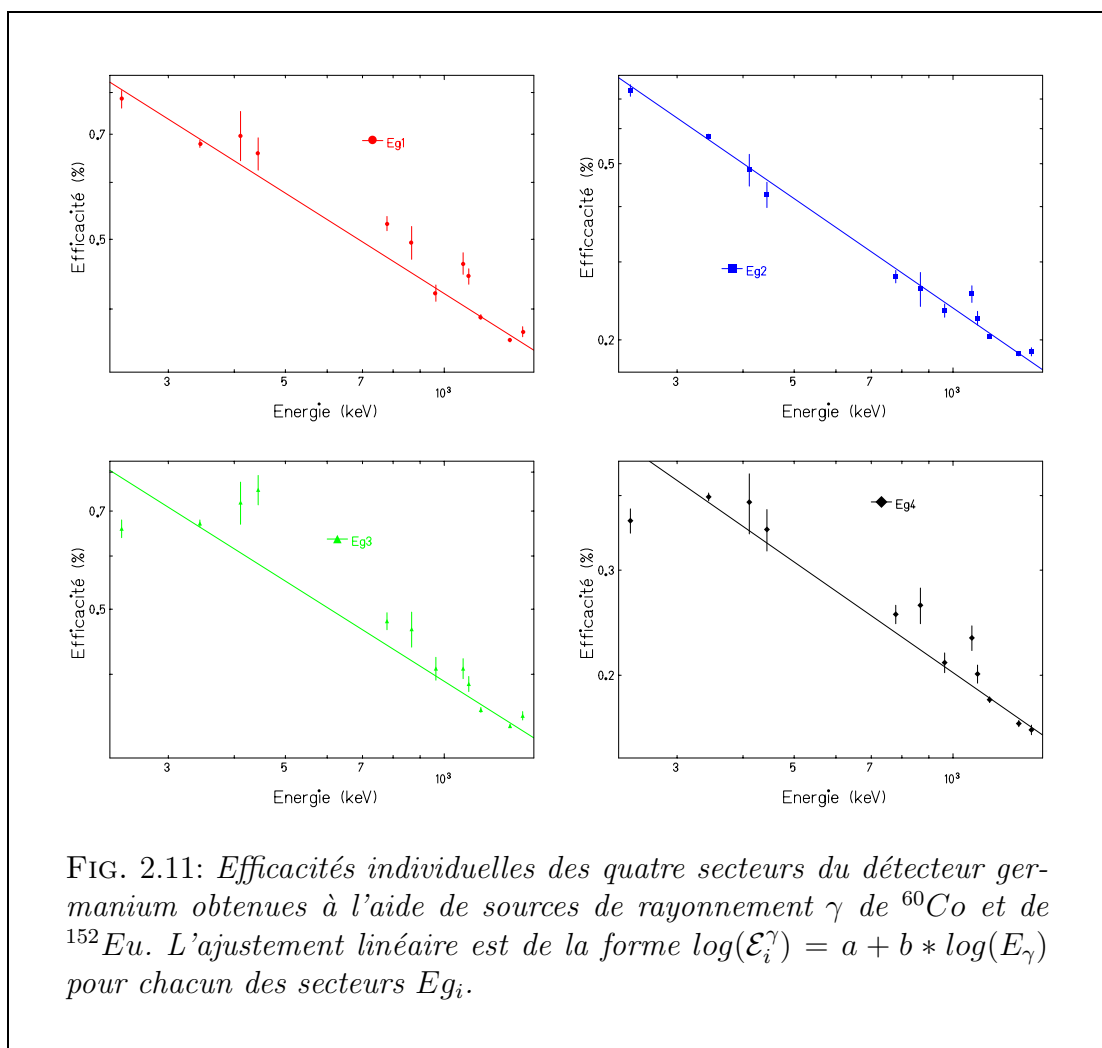 Efficacité (%)
0.7
0.5
Eg1
3
5
7
10³
Energie (keV)
Efficcacité (%)
0.5
0.2
Eg2
3
5
7
10³
Energie (keV)
Efficacité (%)
0.7
0.5
Eg3
3
5
7
10³
Energie (keV)
Efficacité (%)
0.3
0.2
Eg4
3
5
7
10³
Energie (keV)
FIG. 2.11: Efficacités individuelles des quatre secteurs du détecteur ger-
manium obtenues à l'aide de sources de rayonnement γ de ⁶⁰Co et de
¹⁵²Eu. L'ajustement linéaire est de la forme log(ℰᵢᵞ) = a + b * log(Eᵧ)
pour chacun des secteurs Egᵢ.